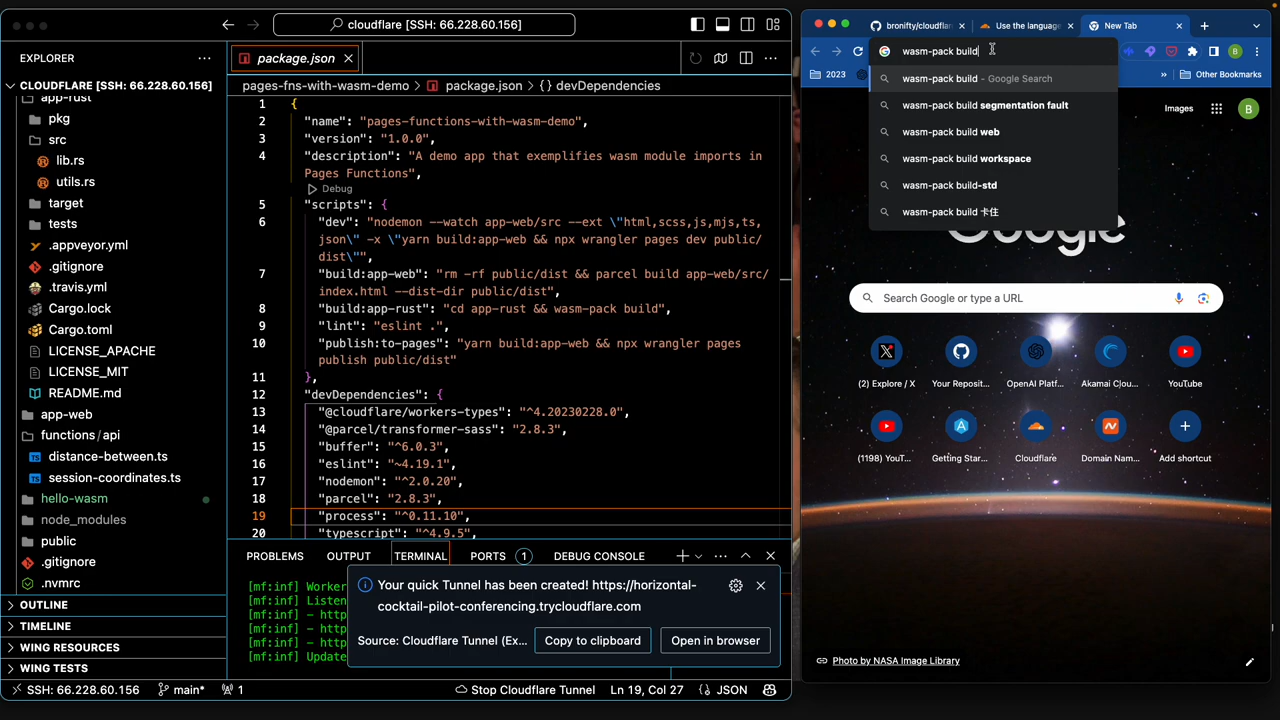 cloudflare [SSH: 66.228.60.156]
EXPLORER
CLOUDFLARE [SSH: 66.228.60.156]
app-rust
pkg
src
lib.rs
utils.rs
target
tests
.appveyor.yml
.gitignore
.travis.yml
Cargo.lock
Cargo.toml
LICENSE_APACHE
LICENSE_MIT
README.md
app-web
functions/api
distance-between.ts
session-coordinates.ts
hello-wasm
node_modules
public
.gitignore
.nvmrc
OUTLINE
TIMELINE
WING RESOURCES
WING TESTS
package.json
pages-fns-with-wasm-demo > package.json > {} devDependencies
1 {
2 "name": "pages-functions-with-wasm-demo",
3 "version": "1.0.0",
4 "description": "A demo app that exemplifies wasm module imports in
Pages Functions",
Debug
5 "scripts": {
6 "dev": "nodemon --watch app-web/src --ext \"html,scss,js,mjs,ts,
json\" -x \"yarn build:app-web && npx wrangler pages dev public/
dist\"",
7 "build:app-web": "rm -rf public/dist && parcel build app-web/src/
index.html --dist-dir public/dist",
8 "build:app-rust": "cd app-rust && wasm-pack build",
9 "lint": "eslint .",
10 "publish:to-pages": "yarn build:app-web && npx wrangler pages
publish public/dist"
11 },
12 "devDependencies": {
13 "@cloudflare/workers-types": "^4.20230228.0",
14 "@parcel/transformer-sass": "2.8.3",
15 "buffer": "^6.0.3",
16 "eslint": "~4.19.1",
17 "nodemon": "^2.0.20",
18 "parcel": "2.8.3",
19 "process": "^0.11.10",
20 "typescript": "^4.9.5",
PROBLEMS OUTPUT TERMINAL PORTS 1 DEBUG CONSOLE
[mf:inf] Worker
[mf:inf] Listen
[mf:inf] - http
[mf:inf] - http
[mf:inf] - http
[mf:inf] Update
Your quick Tunnel has been created! https://horizontal-
cocktail-pilot-conferencing.trycloudflare.com
Source: Cloudflare Tunnel (Ex... Copy to clipboard Open in browser
SSH: 66.228.60.156 main* 1 Stop Cloudflare Tunnel Ln 19, Col 27 {} JSON
bronifty/cloudflar Use the language New Tab
wasm-pack build
wasm-pack build - Google Search
wasm-pack build segmentation fault
wasm-pack build web
wasm-pack build workspace
wasm-pack build-std
wasm-pack build 卡住
B
2023 » Other Bookmarks
Images B
Google
Search Google or type a URL
(2) Explore / X Your Reposit... OpenAI Platf... Akamai Clou... YouTube
(1198) YouT... Getting Star... Cloudflare Domain Nam... Add shortcut
Photo by NASA Image Library